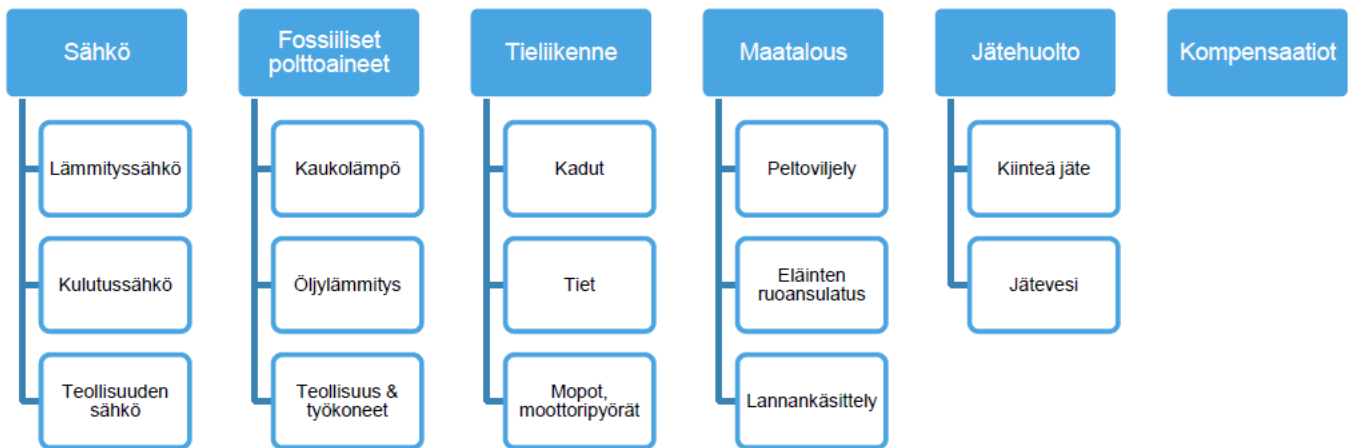 Sähkö
Lämmityssähkö
Kulutussähkö
Teollisuuden
sähkö
Fossiiliset
polttoaineet
Kaukolämpö
Öljylämmitys
Teollisuus &
työkoneet
Tieliikenne
Kadut
Tiet
Mopot,
moottoripyörät
Maatalous
Peltoviljely
Eläinten
ruoansulatus
Lannankäsittely
Jätehuolto
Kiinteä jäte
Jätevesi
Kompensaatiot